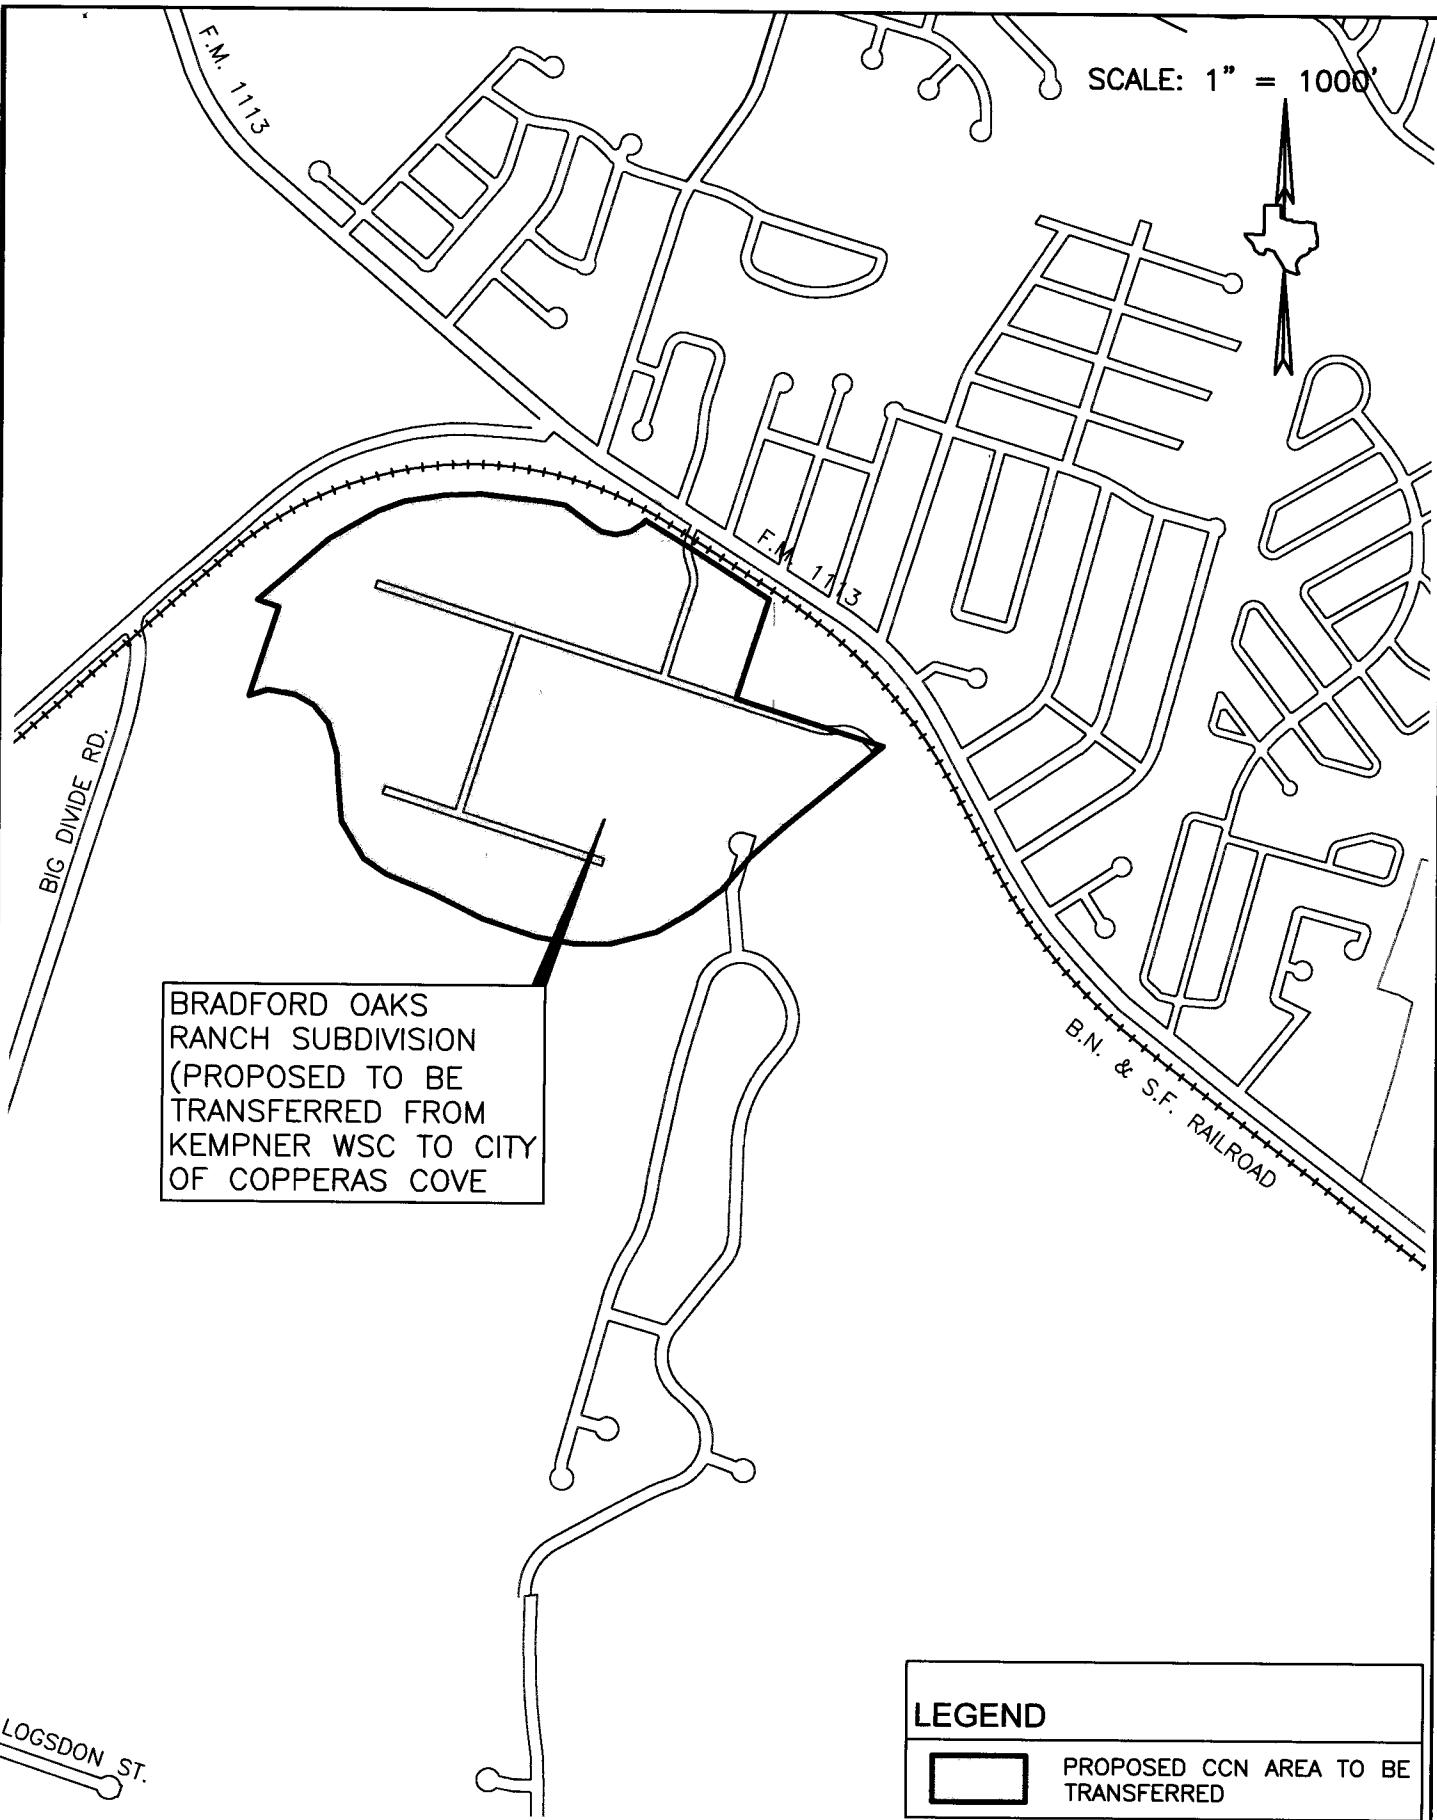 F.M. 1113
SCALE: 1" = 1000'
F.M. 1113
BIG DIVIDE RD.
BRADFORD OAKS
RANCH SUBDIVISION
(PROPOSED TO BE
TRANSFERRED FROM
KEMPNER WSC TO CITY
OF COPPERAS COVE
B.N. & S.F. RAILROAD
LOGSDON ST.
LEGEND
PROPOSED CCN AREA TO BE
TRANSFERRED